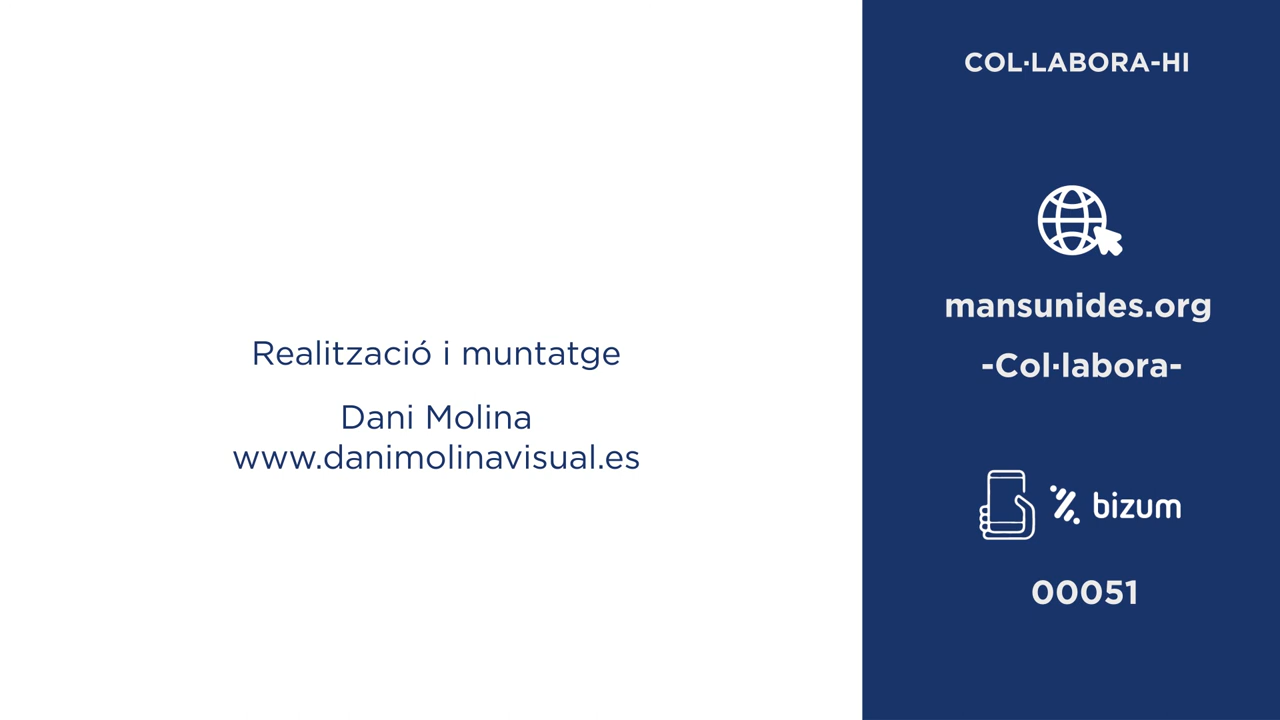 Realització i muntatge
Dani Molina
www.danimolinavisual.es
COL·LABORA-HI
mansunides.org
-Col·labora-
bizum
00051